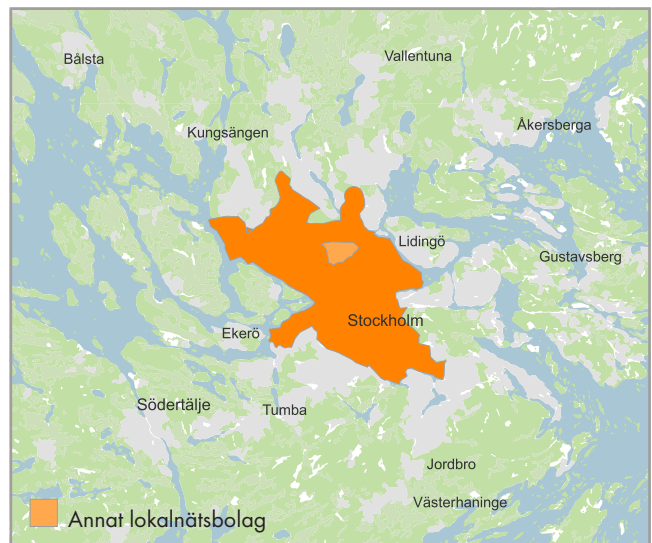 Bålsta
Vallentuna
Kungsängen
Åkersberga
Lidingö
Gustavsberg
Stockholm
Ekerö
Södertälje
Tumba
Jordbro
Västerhaninge
Annat lokalnätsbolag